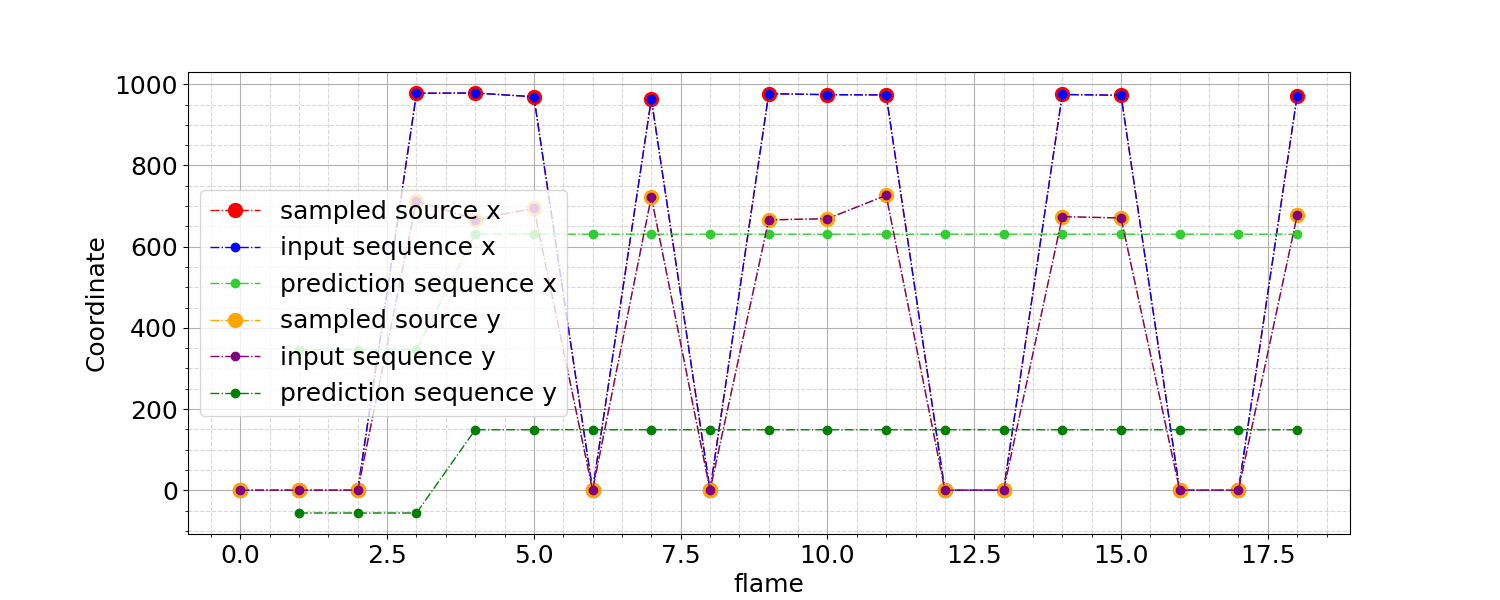 1000
800
600
400
200
0
Coordinate
sampled source x
input sequence x
prediction sequence x
sampled source y
input sequence y
prediction sequence y
0.0 2.5 5.0 7.5 10.0 12.5 15.0 17.5
flame